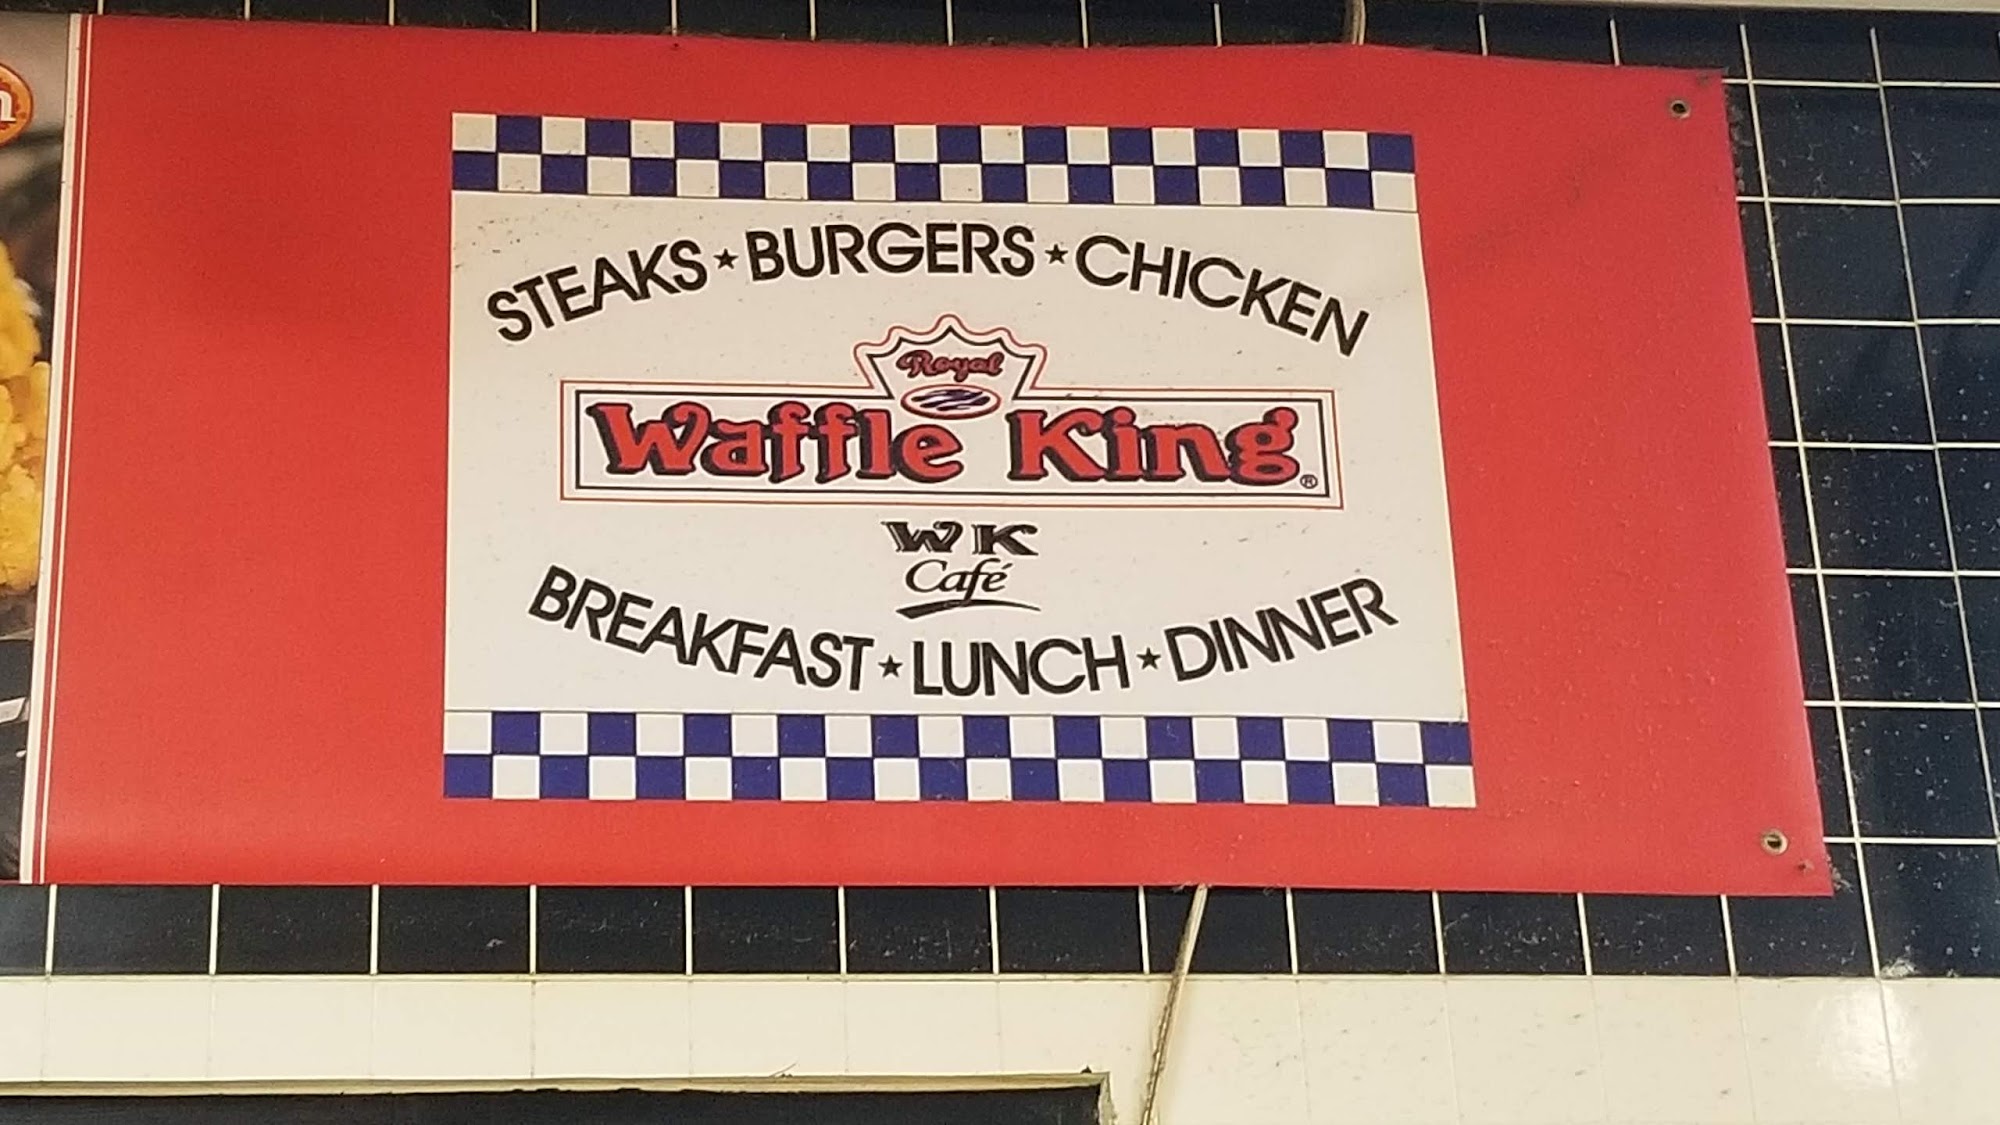 STEAKS ★ BURGERS ★ CHICKEN
Royal
Waffle King®
WK
Café
BREAKFAST ★ LUNCH ★ DINNER